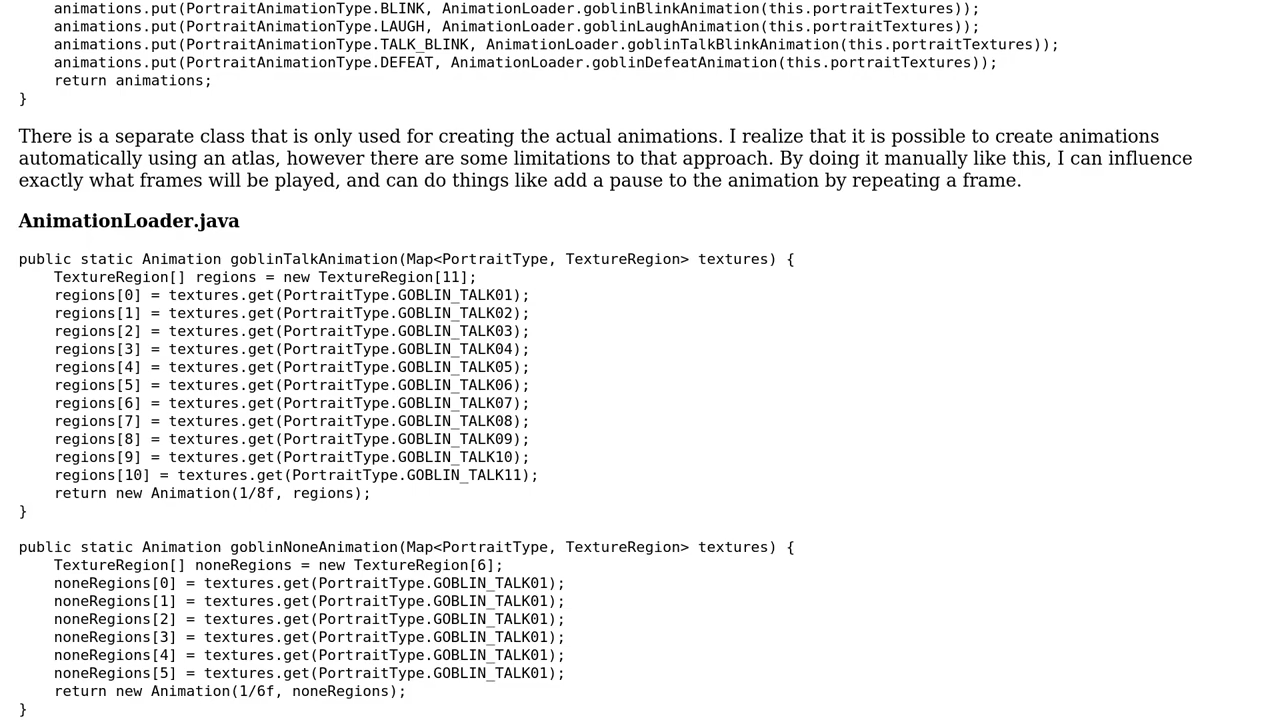 animations.put(PortraitAnimationType.BLINK, AnimationLoader.goblinBlinkAnimation(this.portraitTextures));
    animations.put(PortraitAnimationType.LAUGH, AnimationLoader.goblinLaughAnimation(this.portraitTextures));
    animations.put(PortraitAnimationType.TALK_BLINK, AnimationLoader.goblinTalkBlinkAnimation(this.portraitTextures));
    animations.put(PortraitAnimationType.DEFEAT, AnimationLoader.goblinDefeatAnimation(this.portraitTextures));
    return animations;
}
There is a separate class that is only used for creating the actual animations. I realize that it is possible to create animations
automatically using an atlas, however there are some limitations to that approach. By doing it manually like this, I can influence
exactly what frames will be played, and can do things like add a pause to the animation by repeating a frame.
AnimationLoader.java
public static Animation goblinTalkAnimation(Map<PortraitType, TextureRegion> textures) {
    TextureRegion[] regions = new TextureRegion[11];
    regions[0] = textures.get(PortraitType.GOBLIN_TALK01);
    regions[1] = textures.get(PortraitType.GOBLIN_TALK02);
    regions[2] = textures.get(PortraitType.GOBLIN_TALK03);
    regions[3] = textures.get(PortraitType.GOBLIN_TALK04);
    regions[4] = textures.get(PortraitType.GOBLIN_TALK05);
    regions[5] = textures.get(PortraitType.GOBLIN_TALK06);
    regions[6] = textures.get(PortraitType.GOBLIN_TALK07);
    regions[7] = textures.get(PortraitType.GOBLIN_TALK08);
    regions[8] = textures.get(PortraitType.GOBLIN_TALK09);
    regions[9] = textures.get(PortraitType.GOBLIN_TALK10);
    regions[10] = textures.get(PortraitType.GOBLIN_TALK11);
    return new Animation(1/8f, regions);
}
public static Animation goblinNoneAnimation(Map<PortraitType, TextureRegion> textures) {
    TextureRegion[] noneRegions = new TextureRegion[6];
    noneRegions[0] = textures.get(PortraitType.GOBLIN_TALK01);
    noneRegions[1] = textures.get(PortraitType.GOBLIN_TALK01);
    noneRegions[2] = textures.get(PortraitType.GOBLIN_TALK01);
    noneRegions[3] = textures.get(PortraitType.GOBLIN_TALK01);
    noneRegions[4] = textures.get(PortraitType.GOBLIN_TALK01);
    noneRegions[5] = textures.get(PortraitType.GOBLIN_TALK01);
    return new Animation(1/6f, noneRegions);
}